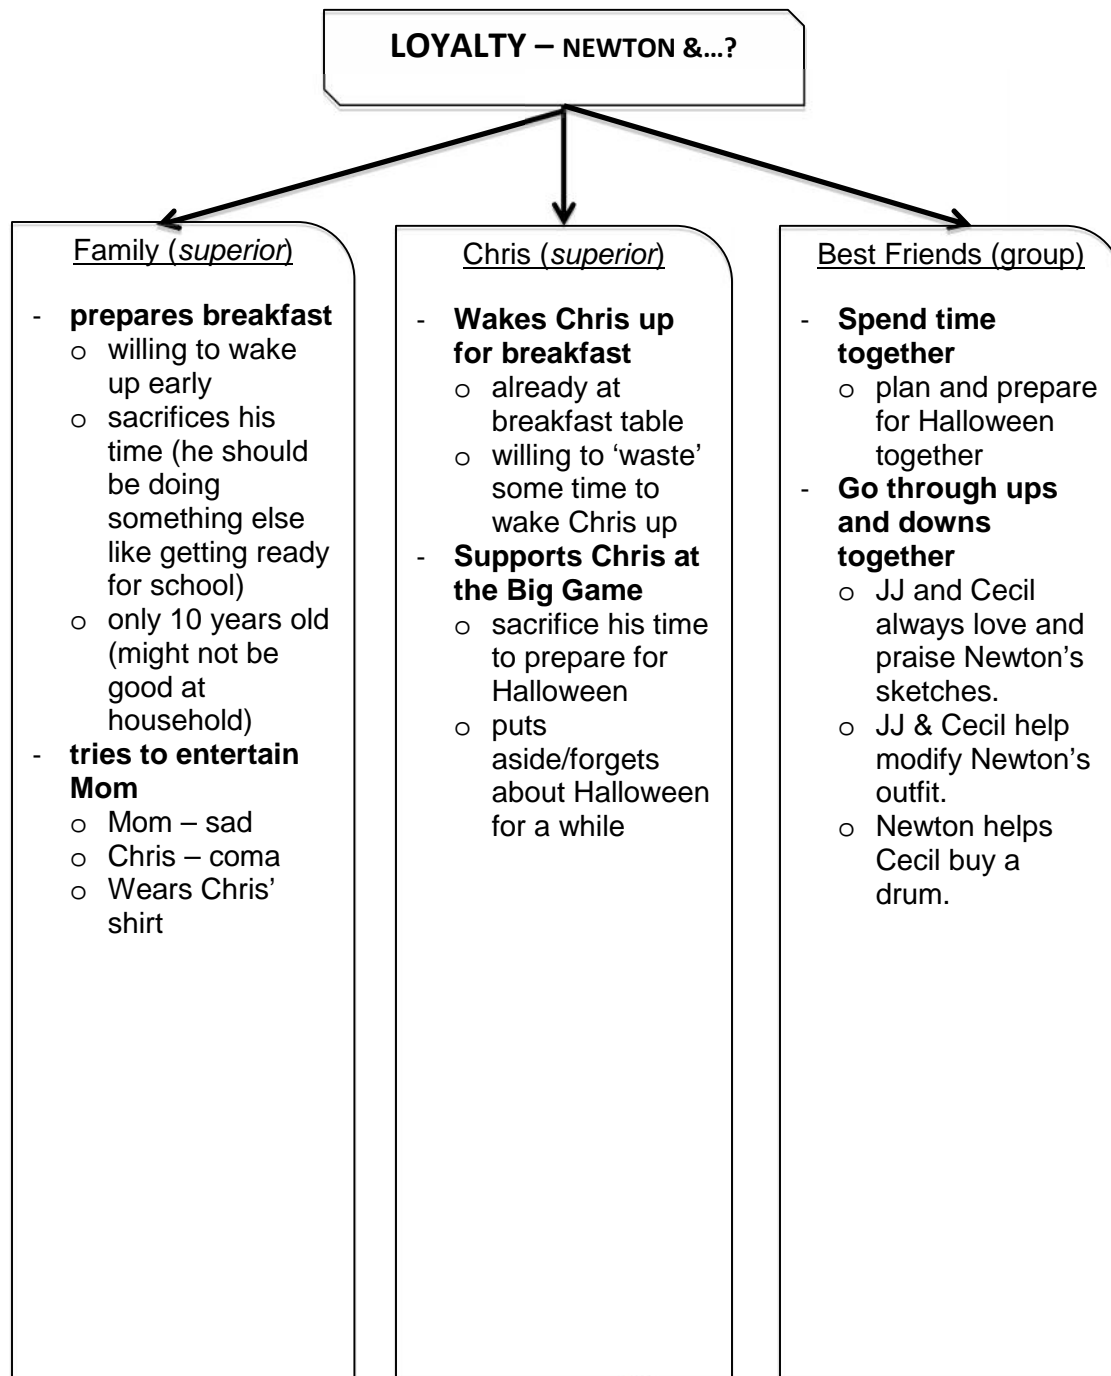 LOYALTY – NEWTON &...?
Family (superior)
- prepares breakfast
o willing to wake
up early
o sacrifices his
time (he should
be doing
something else
like getting ready
for school)
o only 10 years old
(might not be
good at
household)
- tries to entertain
Mom
o Mom – sad
o Chris – coma
o Wears Chris’
shirt
Chris (superior)
- Wakes Chris up
for breakfast
o already at
breakfast table
o willing to ‘waste’
some time to
wake Chris up
- Supports Chris at
the Big Game
o sacrifice his time
to prepare for
Halloween
o puts
aside/forgets
about Halloween
for a while
Best Friends (group)
- Spend time
together
o plan and prepare
for Halloween
together
- Go through ups
and downs
together
o JJ and Cecil
always love and
praise Newton’s
sketches.
o JJ & Cecil help
modify Newton’s
outfit.
o Newton helps
Cecil buy a
drum.